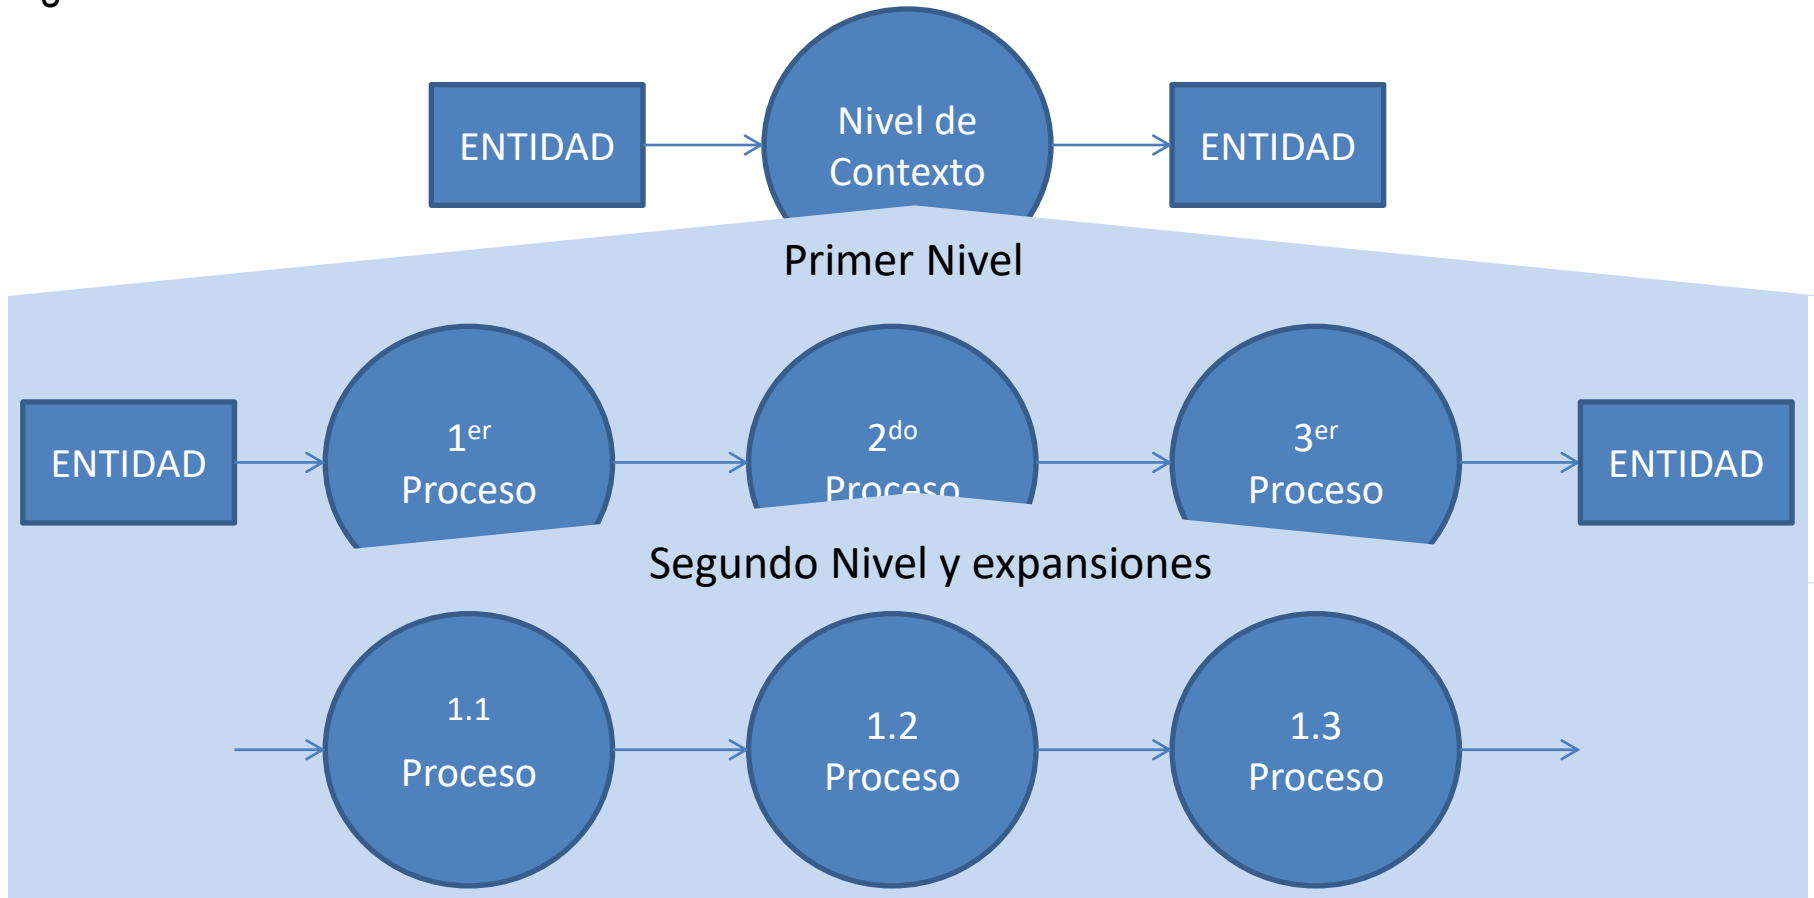 ENTIDAD
Nivel de
Contexto
ENTIDAD
Primer Nivel
ENTIDAD
1er
Proceso
2do
Proceso
3er
Proceso
ENTIDAD
Segundo Nivel y expansiones
1.1
Proceso
1.2
Proceso
1.3
Proceso